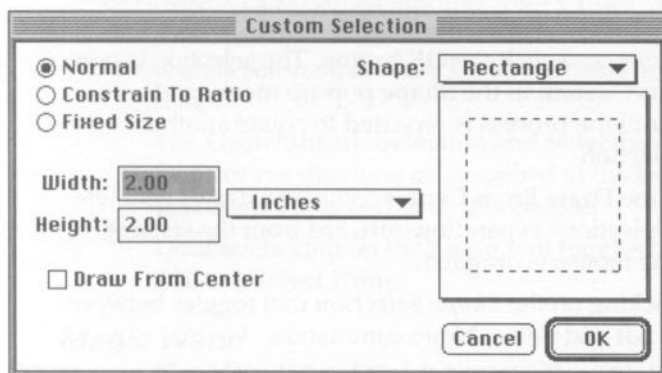 Custom Selection
Normal
Shape: Rectangle
Constrain To Ratio
Fixed Size
Width: 2.00
Inches
Height: 2.00
Draw From Center
Cancel
OK